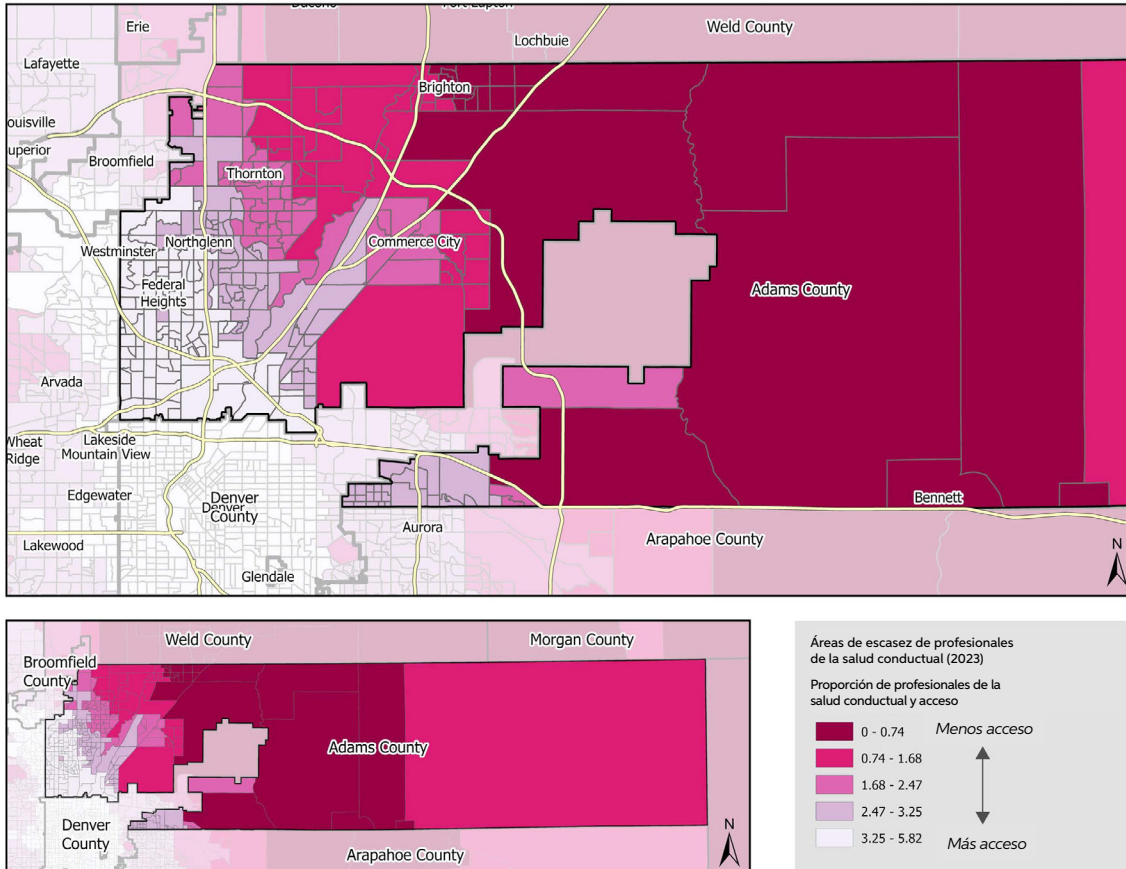 Erie
Lochbuie
Weld County
Lafayette
Brighton
ouisville
uperior
Broomfield
Thornton
Westminster
Northglenn
Commerce City
Federal
Heights
Adams County
Arvada
Wheat
Ridge
Lakeside
Mountain View
Edgewater
Denver
Denver
County
Bennett
Aurora
Lakewood
Arapahoe County
Glendale
N
Weld County
Morgan County
Broomfield
County
Adams County
Denver
County
Arapahoe County
N
Áreas de escasez de profesionales
de la salud conductual (2023)
Proporción de profesionales de la
salud conductual y acceso
0 - 0.74
Menos acceso
0.74 - 1.68
1.68 - 2.47
2.47 - 3.25
3.25 - 5.82
Más acceso